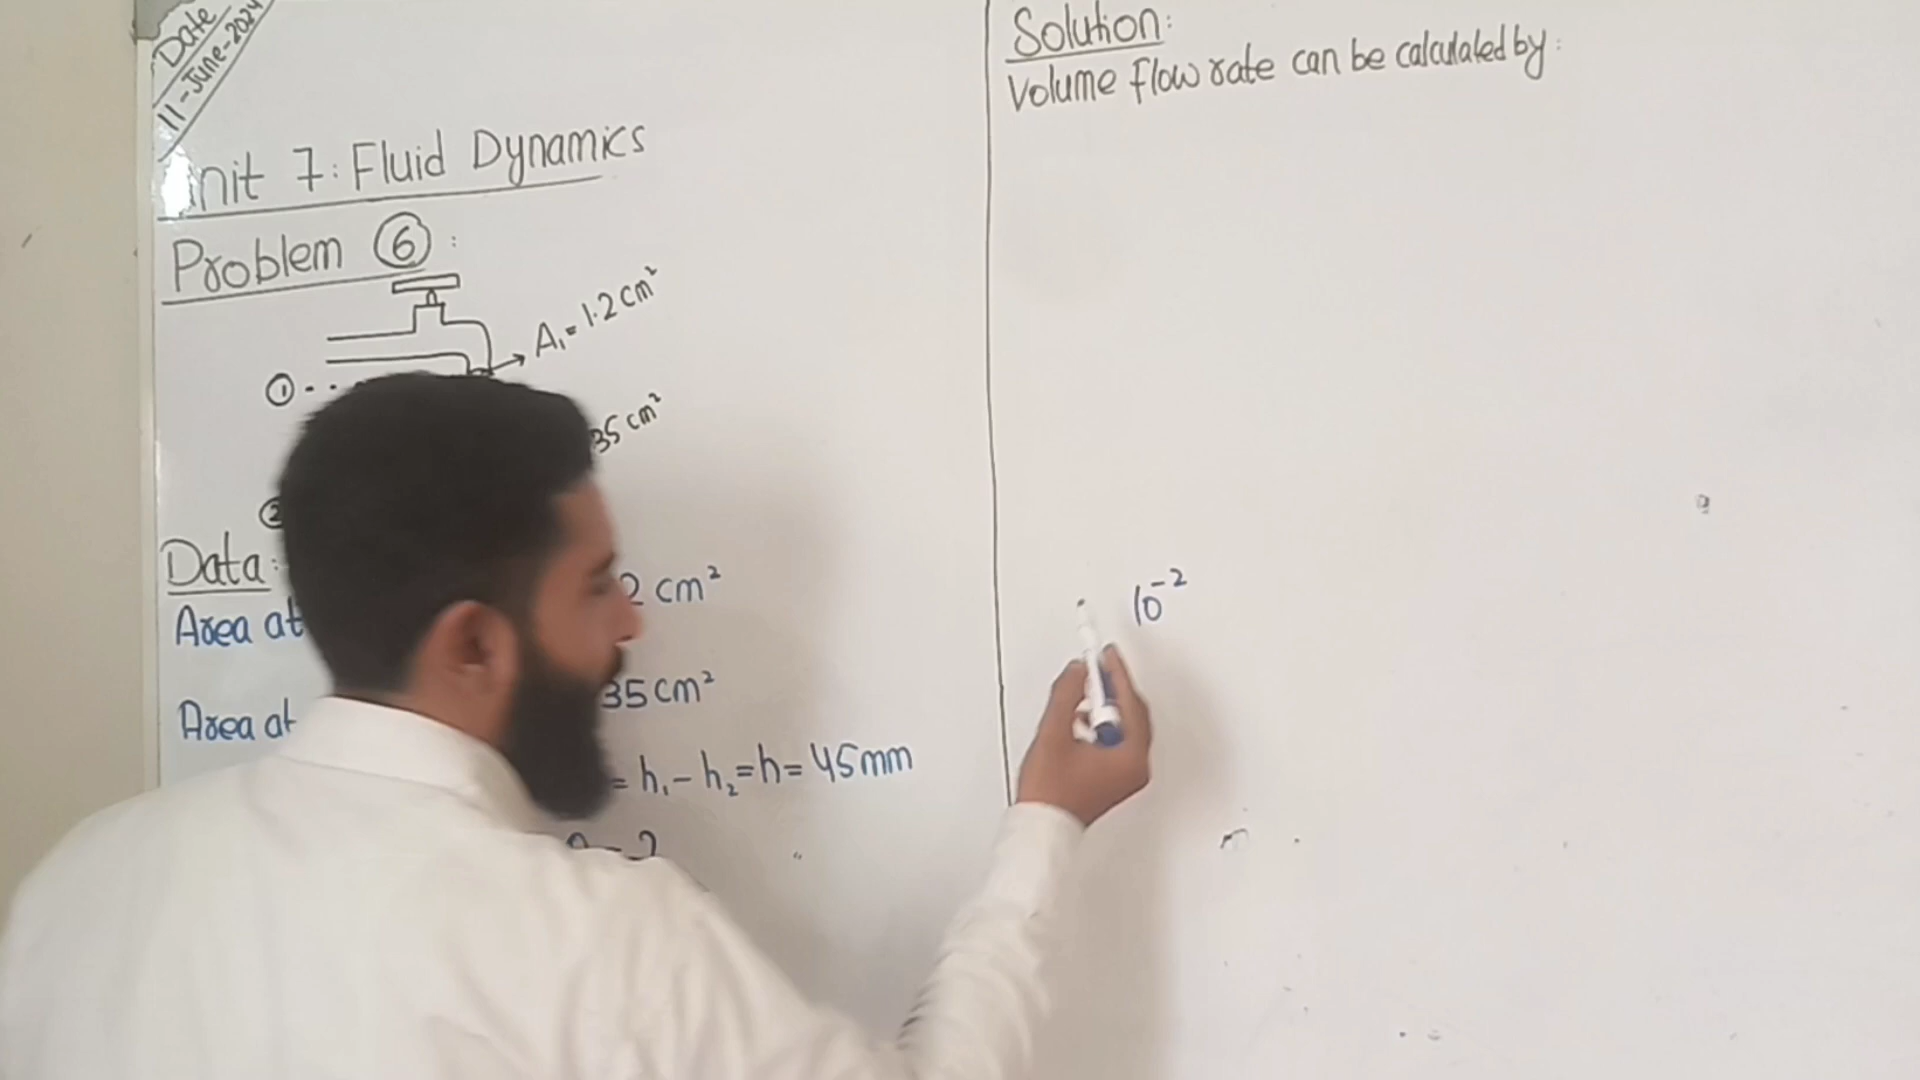 Date
11-June-2024
Unit 7: Fluid Dynamics
Problem 6:
A₁ = 1.2 cm²
① 
35 cm²
②
Data:
Area at 2 cm²
Area at 35 cm²
= h₁ - h₂ = h = 45mm
Solution:
Volume flow rate can be calculated by:
10⁻²